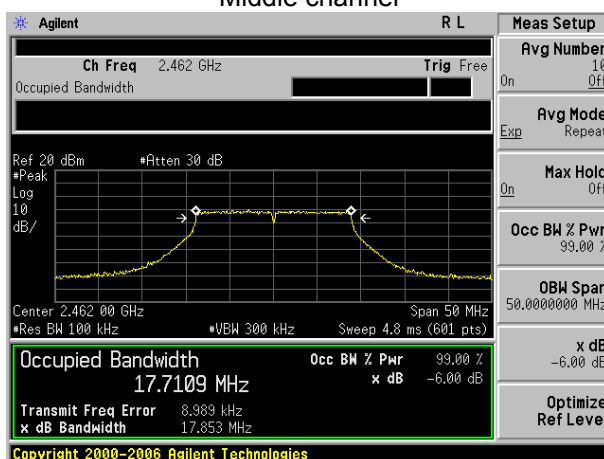 Middle channel
Agilent R L Meas Setup
Ch Freq 2.462 GHz Trig Free
Occupied Bandwidth
Avg Number
10
On Off
Avg Mode
Exp Repeat
Max Hold
On Off
Occ BW % Pwr
99.00 %
OBW Span
50.0000000 MHz
x dB
-6.00 dB
Optimize
Ref Level
Ref 20 dBm #Atten 30 dB
#Peak
Log
10
dB/
Center 2.462 00 GHz Span 50 MHz
#Res BW 100 kHz #VBW 300 kHz Sweep 4.8 ms (601 pts)
Occupied Bandwidth Occ BW % Pwr 99.00 %
17.7109 MHz x dB -6.00 dB
Transmit Freq Error 8.989 kHz
x dB Bandwidth 17.853 MHz
Copyright 2000-2006 Agilent Technologies